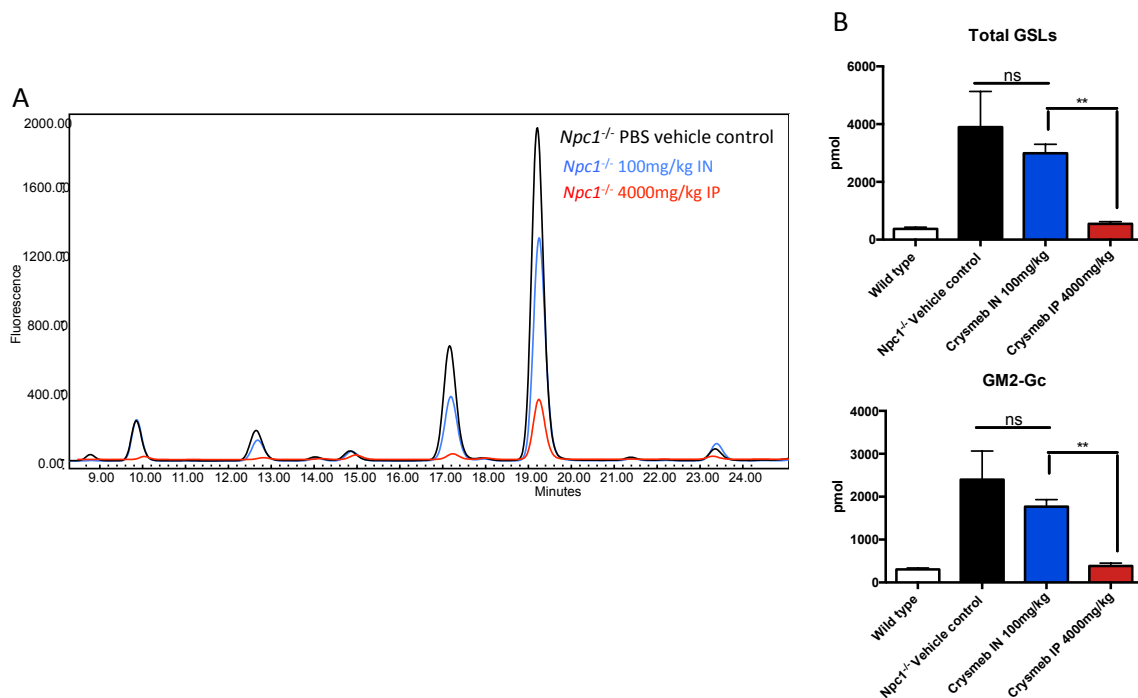 A
2000.00
1600.00
1200.00
800.00
400.00
0.00
Fluorescence
9.00 10.00 11.00 12.00 13.00 14.00 15.00 16.00 17.00 18.00 19.00 20.00 21.00 22.00 23.00 24.00
Minutes
Npc1-/- PBS vehicle control
Npc1-/- 100mg/kg IN
Npc1-/- 4000mg/kg IP
B
Total GSLs
6000
4000
2000
0
pmol
ns
**
Wild type
Npc1-/- Vehicle control
Crysmeb IN 100mg/kg
Crysmeb IP 4000mg/kg
GM2-Gc
4000
3000
2000
1000
0
pmol
ns
**
Wild type
Npc1-/- Vehicle control
Crysmeb IN 100mg/kg
Crysmeb IP 4000mg/kg